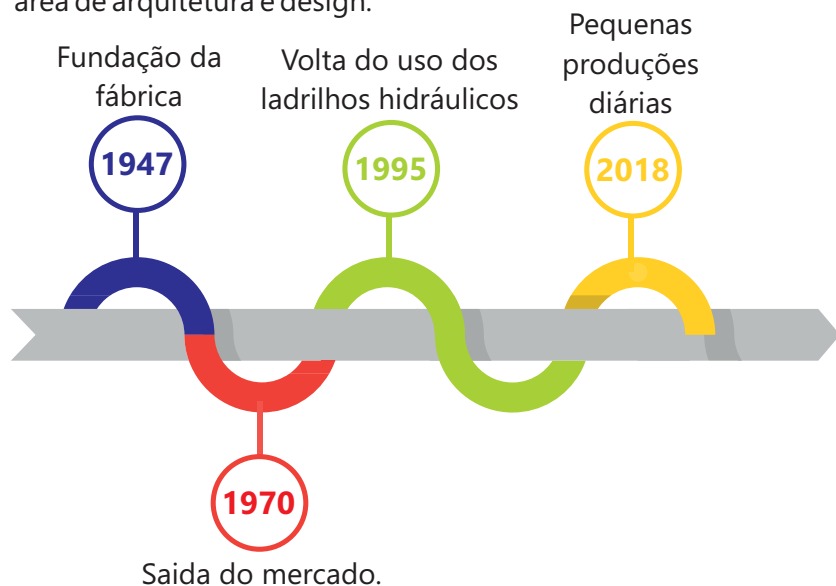 área de arquitetura e design.
Fundação da
fábrica
1947
Volta do uso dos
ladrilhos hidráulicos
1995
Pequenas
produções
diárias
2018
1970
Saida do mercado.